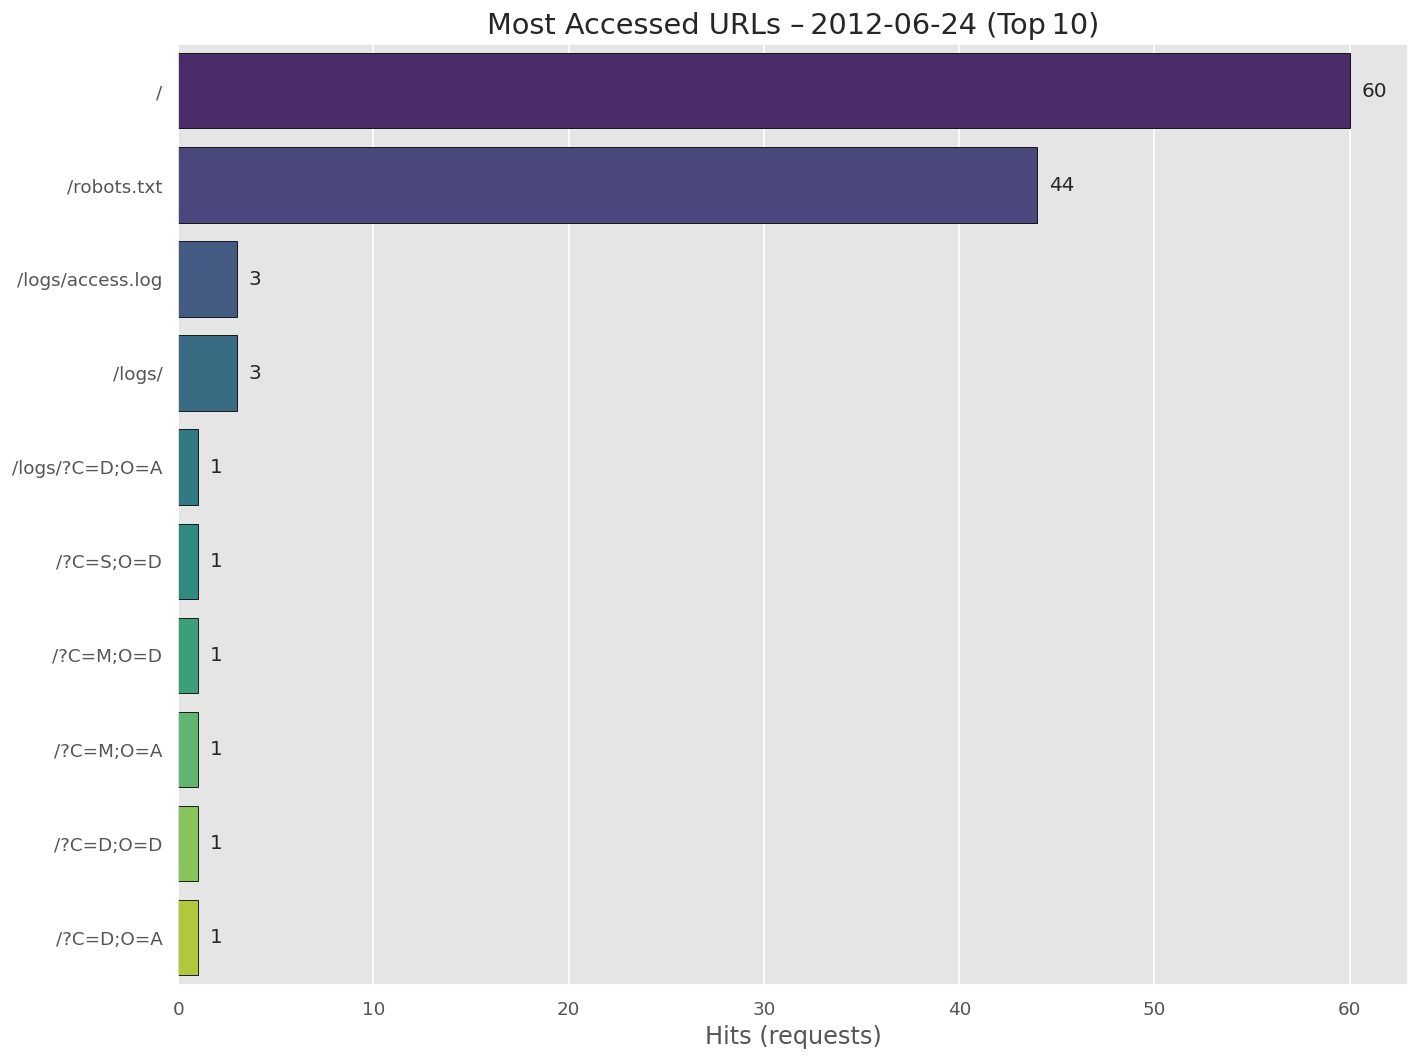 Most Accessed URLs – 2012-06-24 (Top 10)
/
60
/robots.txt
44
/logs/access.log
3
/logs/
3
/logs/?C=D;O=A
1
/?C=S;O=D
1
/?C=M;O=D
1
/?C=M;O=A
1
/?C=D;O=D
1
/?C=D;O=A
1
0 10 20 30 40 50 60
Hits (requests)